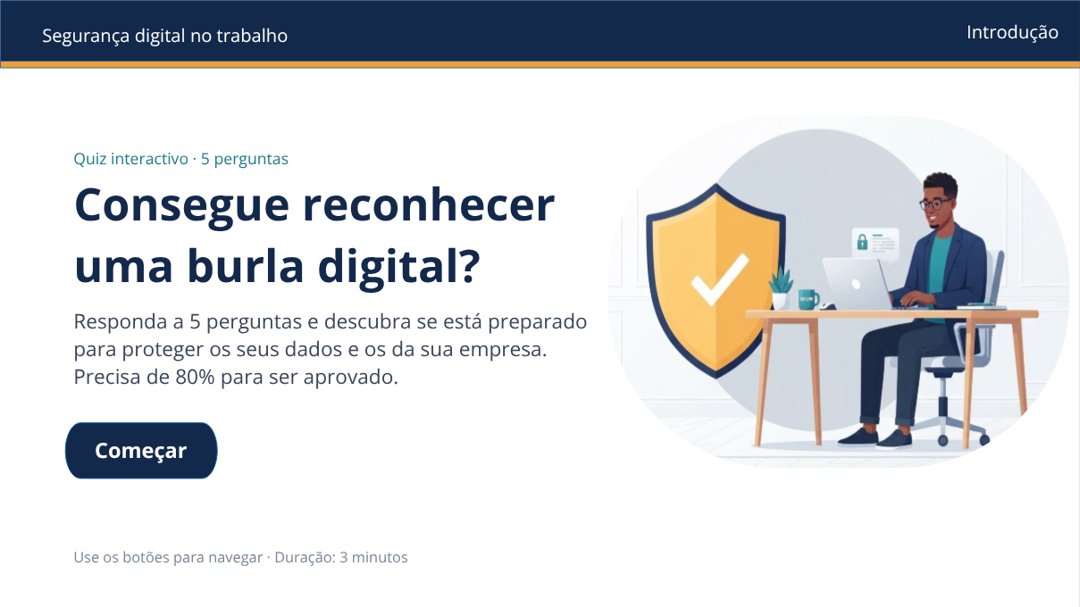 Segurança digital no trabalho
Introdução
Quiz interactivo · 5 perguntas
Consegue reconhecer
uma burla digital?
Responda a 5 perguntas e descubra se está preparado
para proteger os seus dados e os da sua empresa.
Precisa de 80% para ser aprovado.
Começar
Use os botões para navegar · Duração: 3 minutos